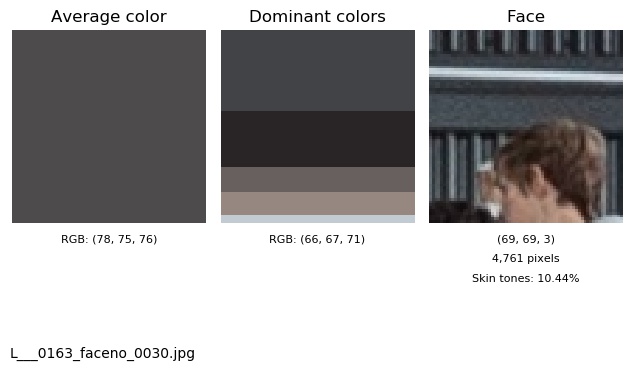 Average color
Dominant colors
Face
RGB: (78, 75, 76)
RGB: (66, 67, 71)
(69, 69, 3)
4,761 pixels
Skin tones: 10.44%
L___0163_faceno_0030.jpg